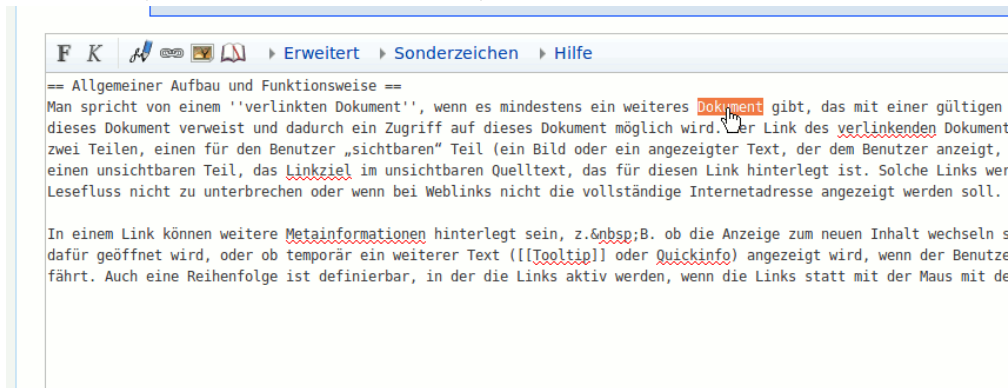 F K Erweitert Sonderzeichen Hilfe
== Allgemeiner Aufbau und Funktionsweise ==
Man spricht von einem ''verlinkten Dokument'', wenn es mindestens ein weiteres Dokument gibt, das mit einer gültigen
dieses Dokument verweist und dadurch ein Zugriff auf dieses Dokument möglich wird. Der Link des verlinkenden Dokument
zwei Teilen, einen für den Benutzer „sichtbaren“ Teil (ein Bild oder ein angezeigter Text, der dem Benutzer anzeigt,
einen unsichtbaren Teil, das Linkziel im unsichtbaren Quelltext, das für diesen Link hinterlegt ist. Solche Links wer
Lesefluss nicht zu unterbrechen oder wenn bei Weblinks nicht die vollständige Internetadresse angezeigt werden soll.
In einem Link können weitere Metainformationen hinterlegt sein, z.&nbsp;B. ob die Anzeige zum neuen Inhalt wechseln s
dafür geöffnet wird, oder ob temporär ein weiterer Text ([[Tooltip]] oder Quickinfo) angezeigt wird, wenn der Benutze
fährt. Auch eine Reihenfolge ist definierbar, in der die Links aktiv werden, wenn die Links statt mit der Maus mit de